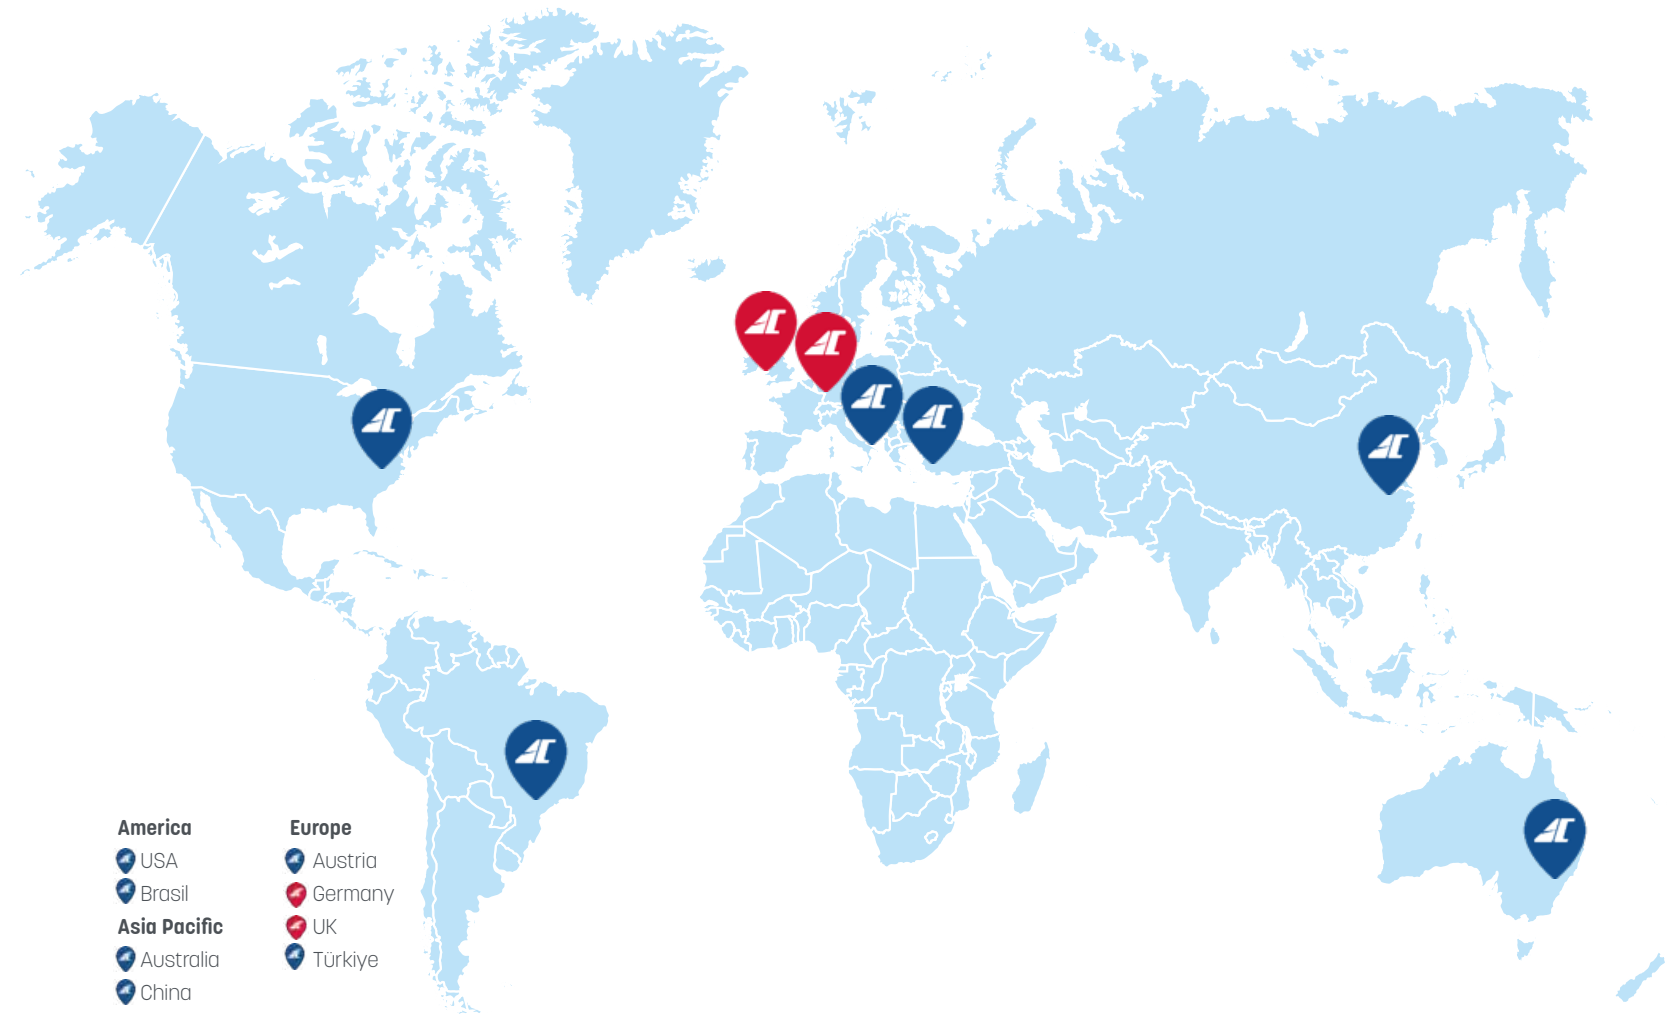 America
USA
Brasil
Asia Pacific
Australia
China
Europe
Austria
Germany
UK
Türkiye